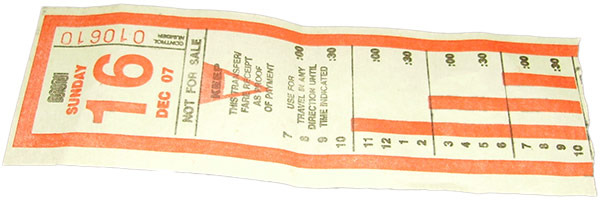 CONTROL
NUMBER
010610
SUNDAY
16
DEC 07
NOT FOR SALE
KEEP
THIS TRANSFER/
FARE RECEIPT
AS PROOF
OF PAYMENT
USE FOR
TRAVEL IN ANY
DIRECTION UNTIL
TIME INDICATED
:00
:30
:00
:30
:00
:30
7
8
9
10
11
12
1
2
3
4
5
6
7
8
9
10